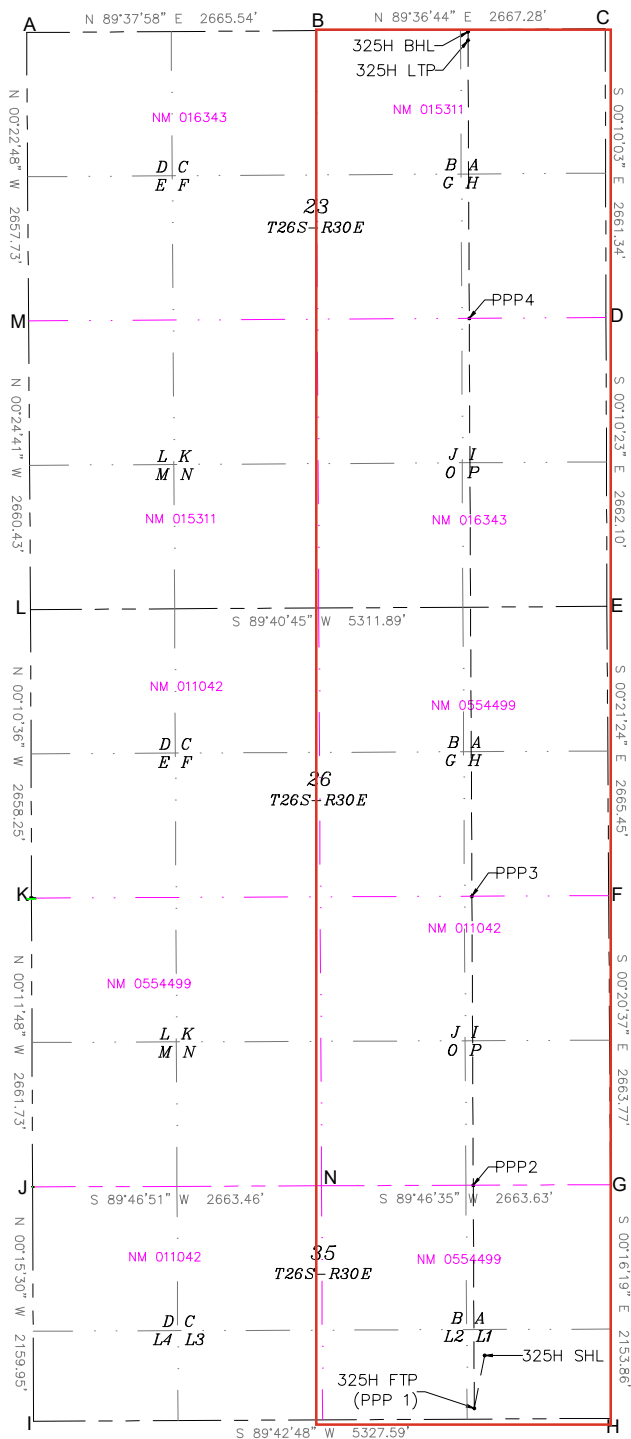 A
N 89°37'58" E 2665.54'
B
N 89°36'44" E 2667.28'
C
325H BHL
325H LTP
N 00°22'48" W 2657.73'
NM 016343
NM 015311
S 00°10'03" E 2661.34'
D C
E F
B A
G H
23
T26S-R30E
M
PPP4
D
N 00°24'41" W 2660.43'
S 00°10'23" E 2662.10'
L K
M N
J I
O P
NM 015311
NM 016343
L
S 89°40'45" W 5311.89'
E
N 00°10'36" W 2658.25'
NM 011042
NM 0554499
S 00°21'24" E 2665.45'
D C
E F
B A
G H
26
T26S-R30E
K
PPP3
F
NM 011042
NM 0554499
N 00°11'48" W 2661.73'
S 00°20'37" E 2663.77'
L K
M N
J I
O P
J
N
PPP2
G
S 89°46'51" W 2663.46'
S 89°46'35" W 2663.63'
N 00°15'30" W 2159.95'
NM 011042
35
T26S-R30E
NM 0554499
S 00°16'19" E 2153.86'
D C
L4 L3
B A
L2 L1
325H SHL
325H FTP
(PPP 1)
I
S 89°42'48" W 5327.59'
H